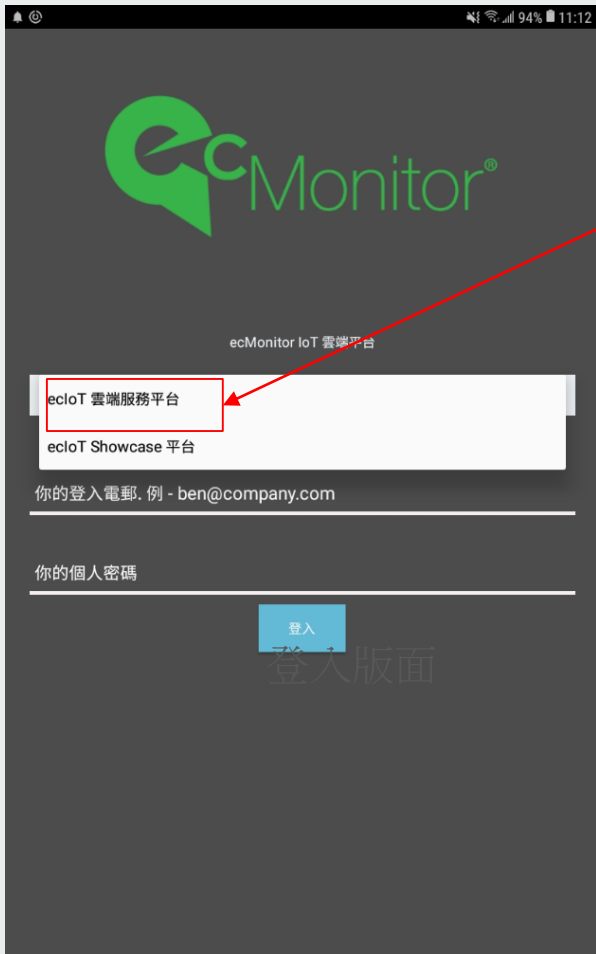 94% 11:12
ecMonitor®
ecMonitor IoT 雲端平台
ecIoT 雲端服務平台
ecIoT Showcase 平台
你的登入電郵. 例 - ben@company.com
你的個人密碼
登入
登入版面